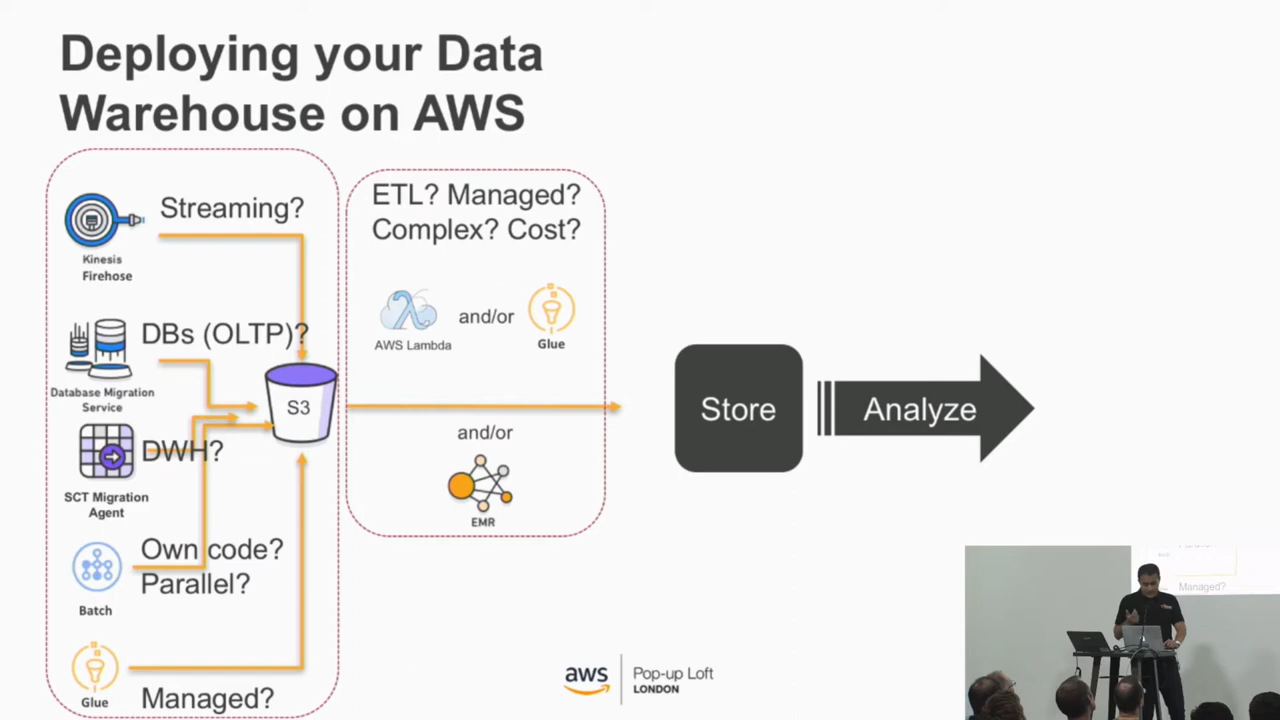 Deploying your Data
Warehouse on AWS
Streaming?
Kinesis
Firehose
DBs (OLTP)?
Database Migration
Service
S3
DWH?
SCT Migration
Agent
Own code?
Parallel?
Batch
Glue
Managed?
ETL? Managed?
Complex? Cost?
AWS Lambda
and/or
Glue
and/or
EMR
Store
Analyze
aws
Pop-up Loft
LONDON
Managed?